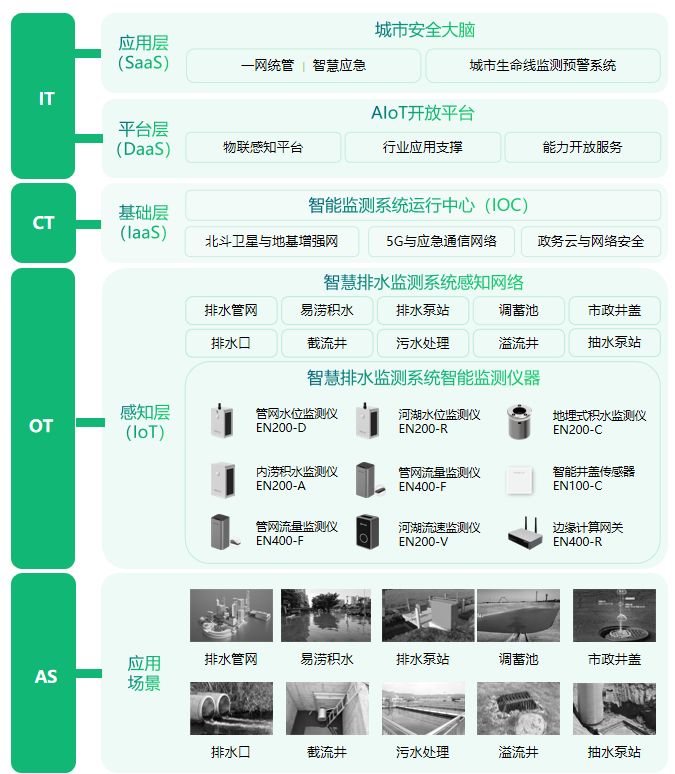 IT
应用层
(SaaS)
城市安全大脑
一网统管 | 智慧应急
城市生命线监测预警系统
平台层
(DaaS)
AIoT开放平台
物联感知平台
行业应用支撑
能力开放服务
CT
基础层
(IaaS)
智能监测系统运行中心（IOC）
北斗卫星与地基增强网
5G与应急通信网络
政务云与网络安全
OT
感知层
(IoT)
智慧排水监测系统感知网络
排水管网
易涝积水
排水泵站
调蓄池
市政井盖
排水口
截流井
污水处理
溢流井
抽水泵站
智慧排水监测系统智能监测仪器
管网水位监测仪
EN200-D
河湖水位监测仪
EN200-R
地埋式积水监测仪
EN200-C
内涝积水监测仪
EN200-A
管网流量监测仪
EN400-F
智能井盖传感器
EN100-C
管网流量监测仪
EN400-F
河湖流速监测仪
EN200-V
边缘计算网关
EN400-R
AS
应用
场景
排水管网
易涝积水
排水泵站
调蓄池
市政井盖
排水口
截流井
污水处理
溢流井
抽水泵站